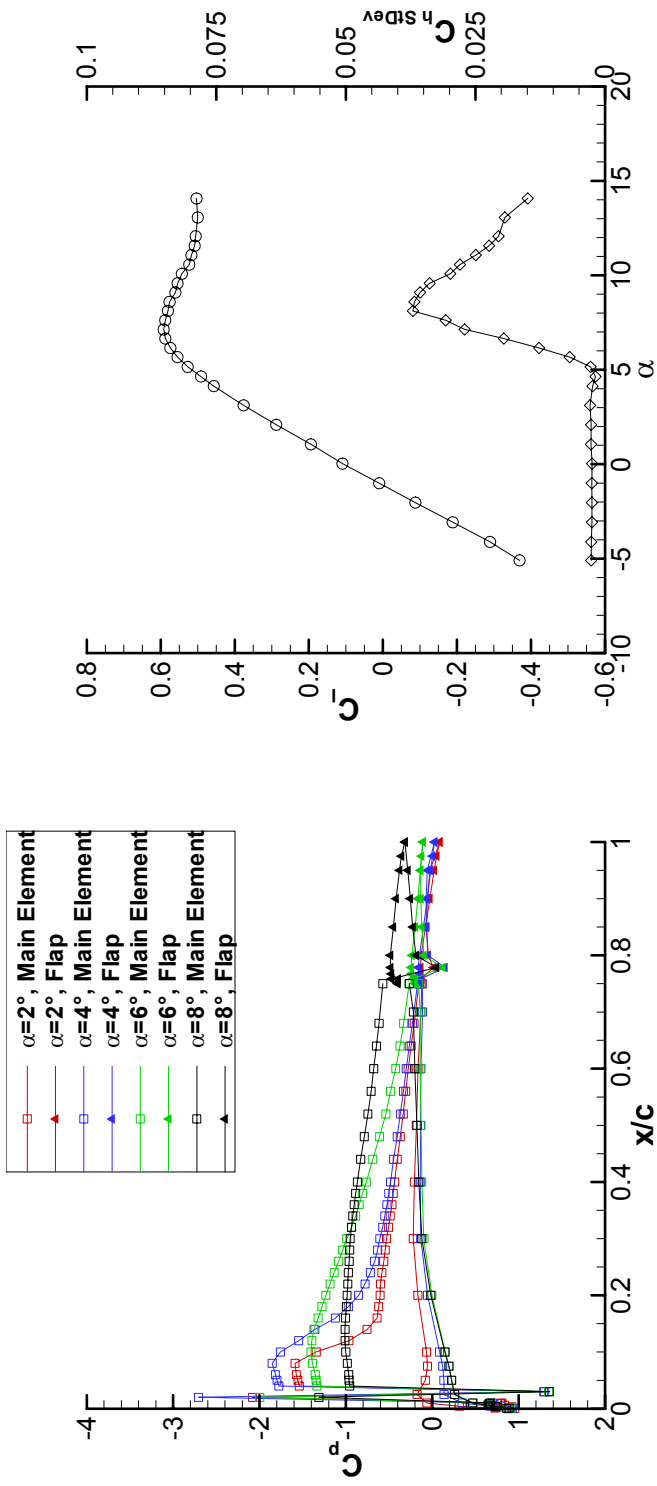 α=2°, Main Element
α=2°, Flap
α=4°, Main Element
α=4°, Flap
α=6°, Main Element
α=6°, Flap
α=8°, Main Element
α=8°, Flap
Cp
-4
-3
-2
-1
0
1
2
x/c
0
0.2
0.4
0.6
0.8
1
Cl
0.8
0.6
0.4
0.2
0
-0.2
-0.4
-0.6
α
-10
-5
0
5
10
15
20
Ch StDev
0.1
0.075
0.05
0.025
0